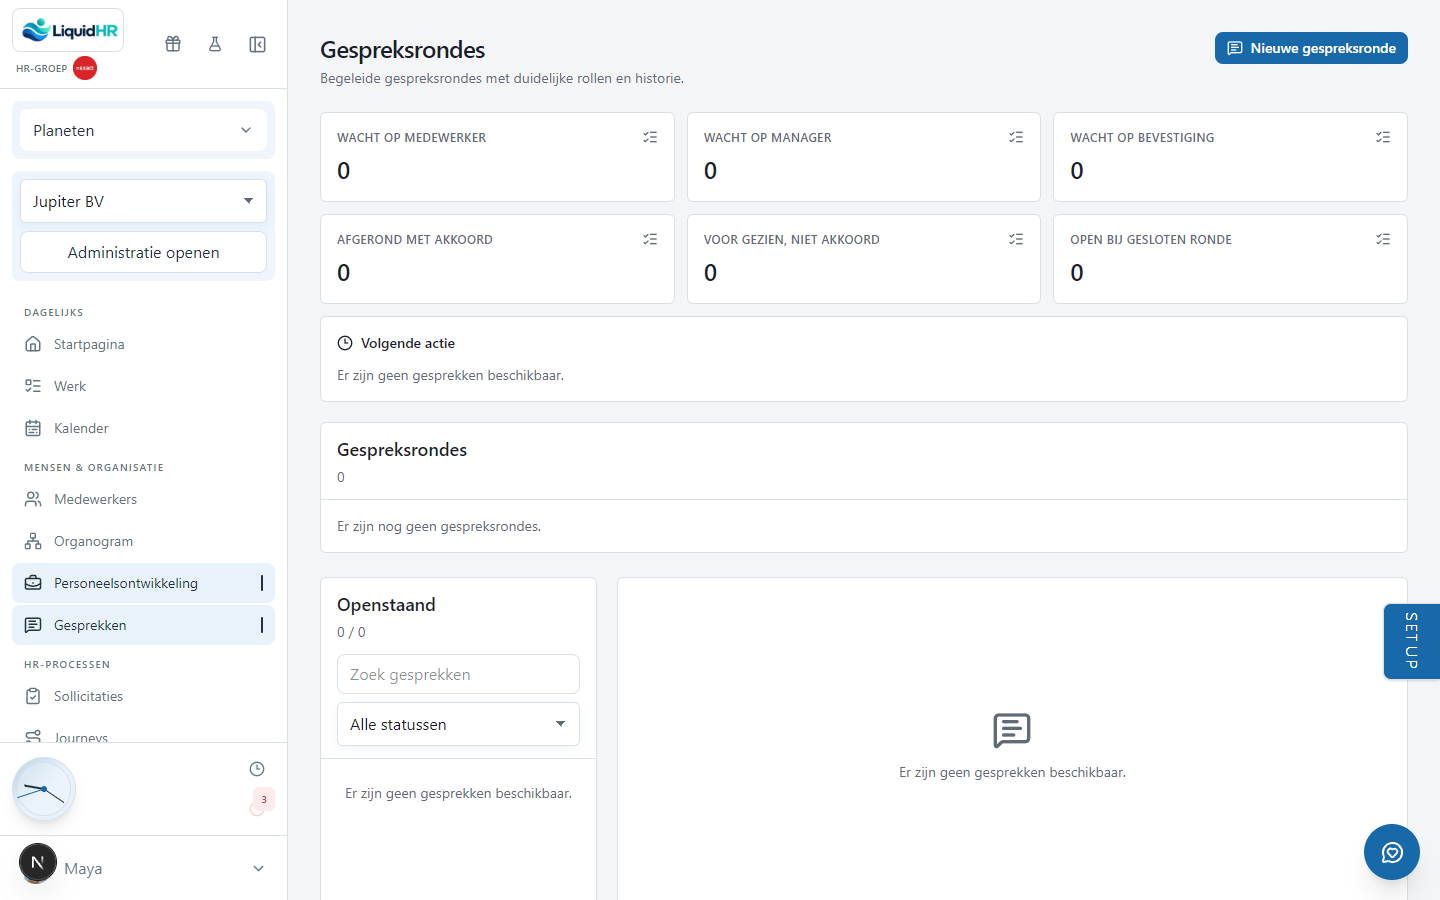 LiquidHR
HR-GROEP
exact
Planeten
Jupiter BV
Administratie openen
DAGELIJKS
Startpagina
Werk
Kalender
MENSEN & ORGANISATIE
Medewerkers
Organogram
Personeelsontwikkeling
Gesprekken
HR-PROCESSEN
Sollicitaties
Journeys
3
N
Maya
Gespreksrondes
Begeleide gespreksrondes met duidelijke rollen en historie.
Nieuwe gespreksronde
WACHT OP MEDEWERKER
0
WACHT OP MANAGER
0
WACHT OP BEVESTIGING
0
AFGEROND MET AKKOORD
0
VOOR GEZIEN, NIET AKKOORD
0
OPEN BIJ GESLOTEN RONDE
0
Volgende actie
Er zijn geen gesprekken beschikbaar.
Gespreksrondes
0
Er zijn nog geen gespreksrondes.
Openstaand
0 / 0
Zoek gesprekken
Alle statussen
Er zijn geen gesprekken beschikbaar.
Er zijn geen gesprekken beschikbaar.
SETUP